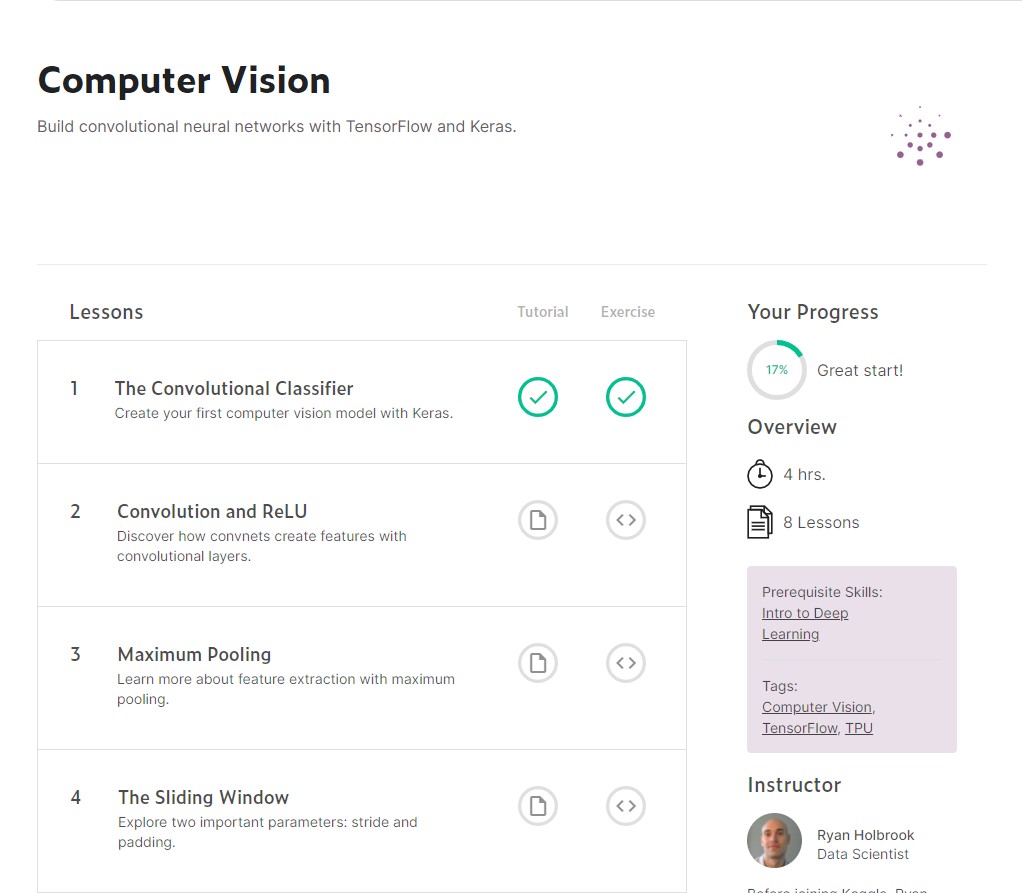 Computer Vision
Build convolutional neural networks with TensorFlow and Keras.
Lessons
Tutorial
Exercise
1
The Convolutional Classifier
Create your first computer vision model with Keras.
2
Convolution and ReLU
Discover how convnets create features with
convolutional layers.
3
Maximum Pooling
Learn more about feature extraction with maximum
pooling.
4
The Sliding Window
Explore two important parameters: stride and
padding.
Your Progress
17%
Great start!
Overview
4 hrs.
8 Lessons
Prerequisite Skills:
Intro to Deep
Learning
Tags:
Computer Vision,
TensorFlow, TPU
Instructor
Ryan Holbrook
Data Scientist
Before joining Kaggle, Ryan